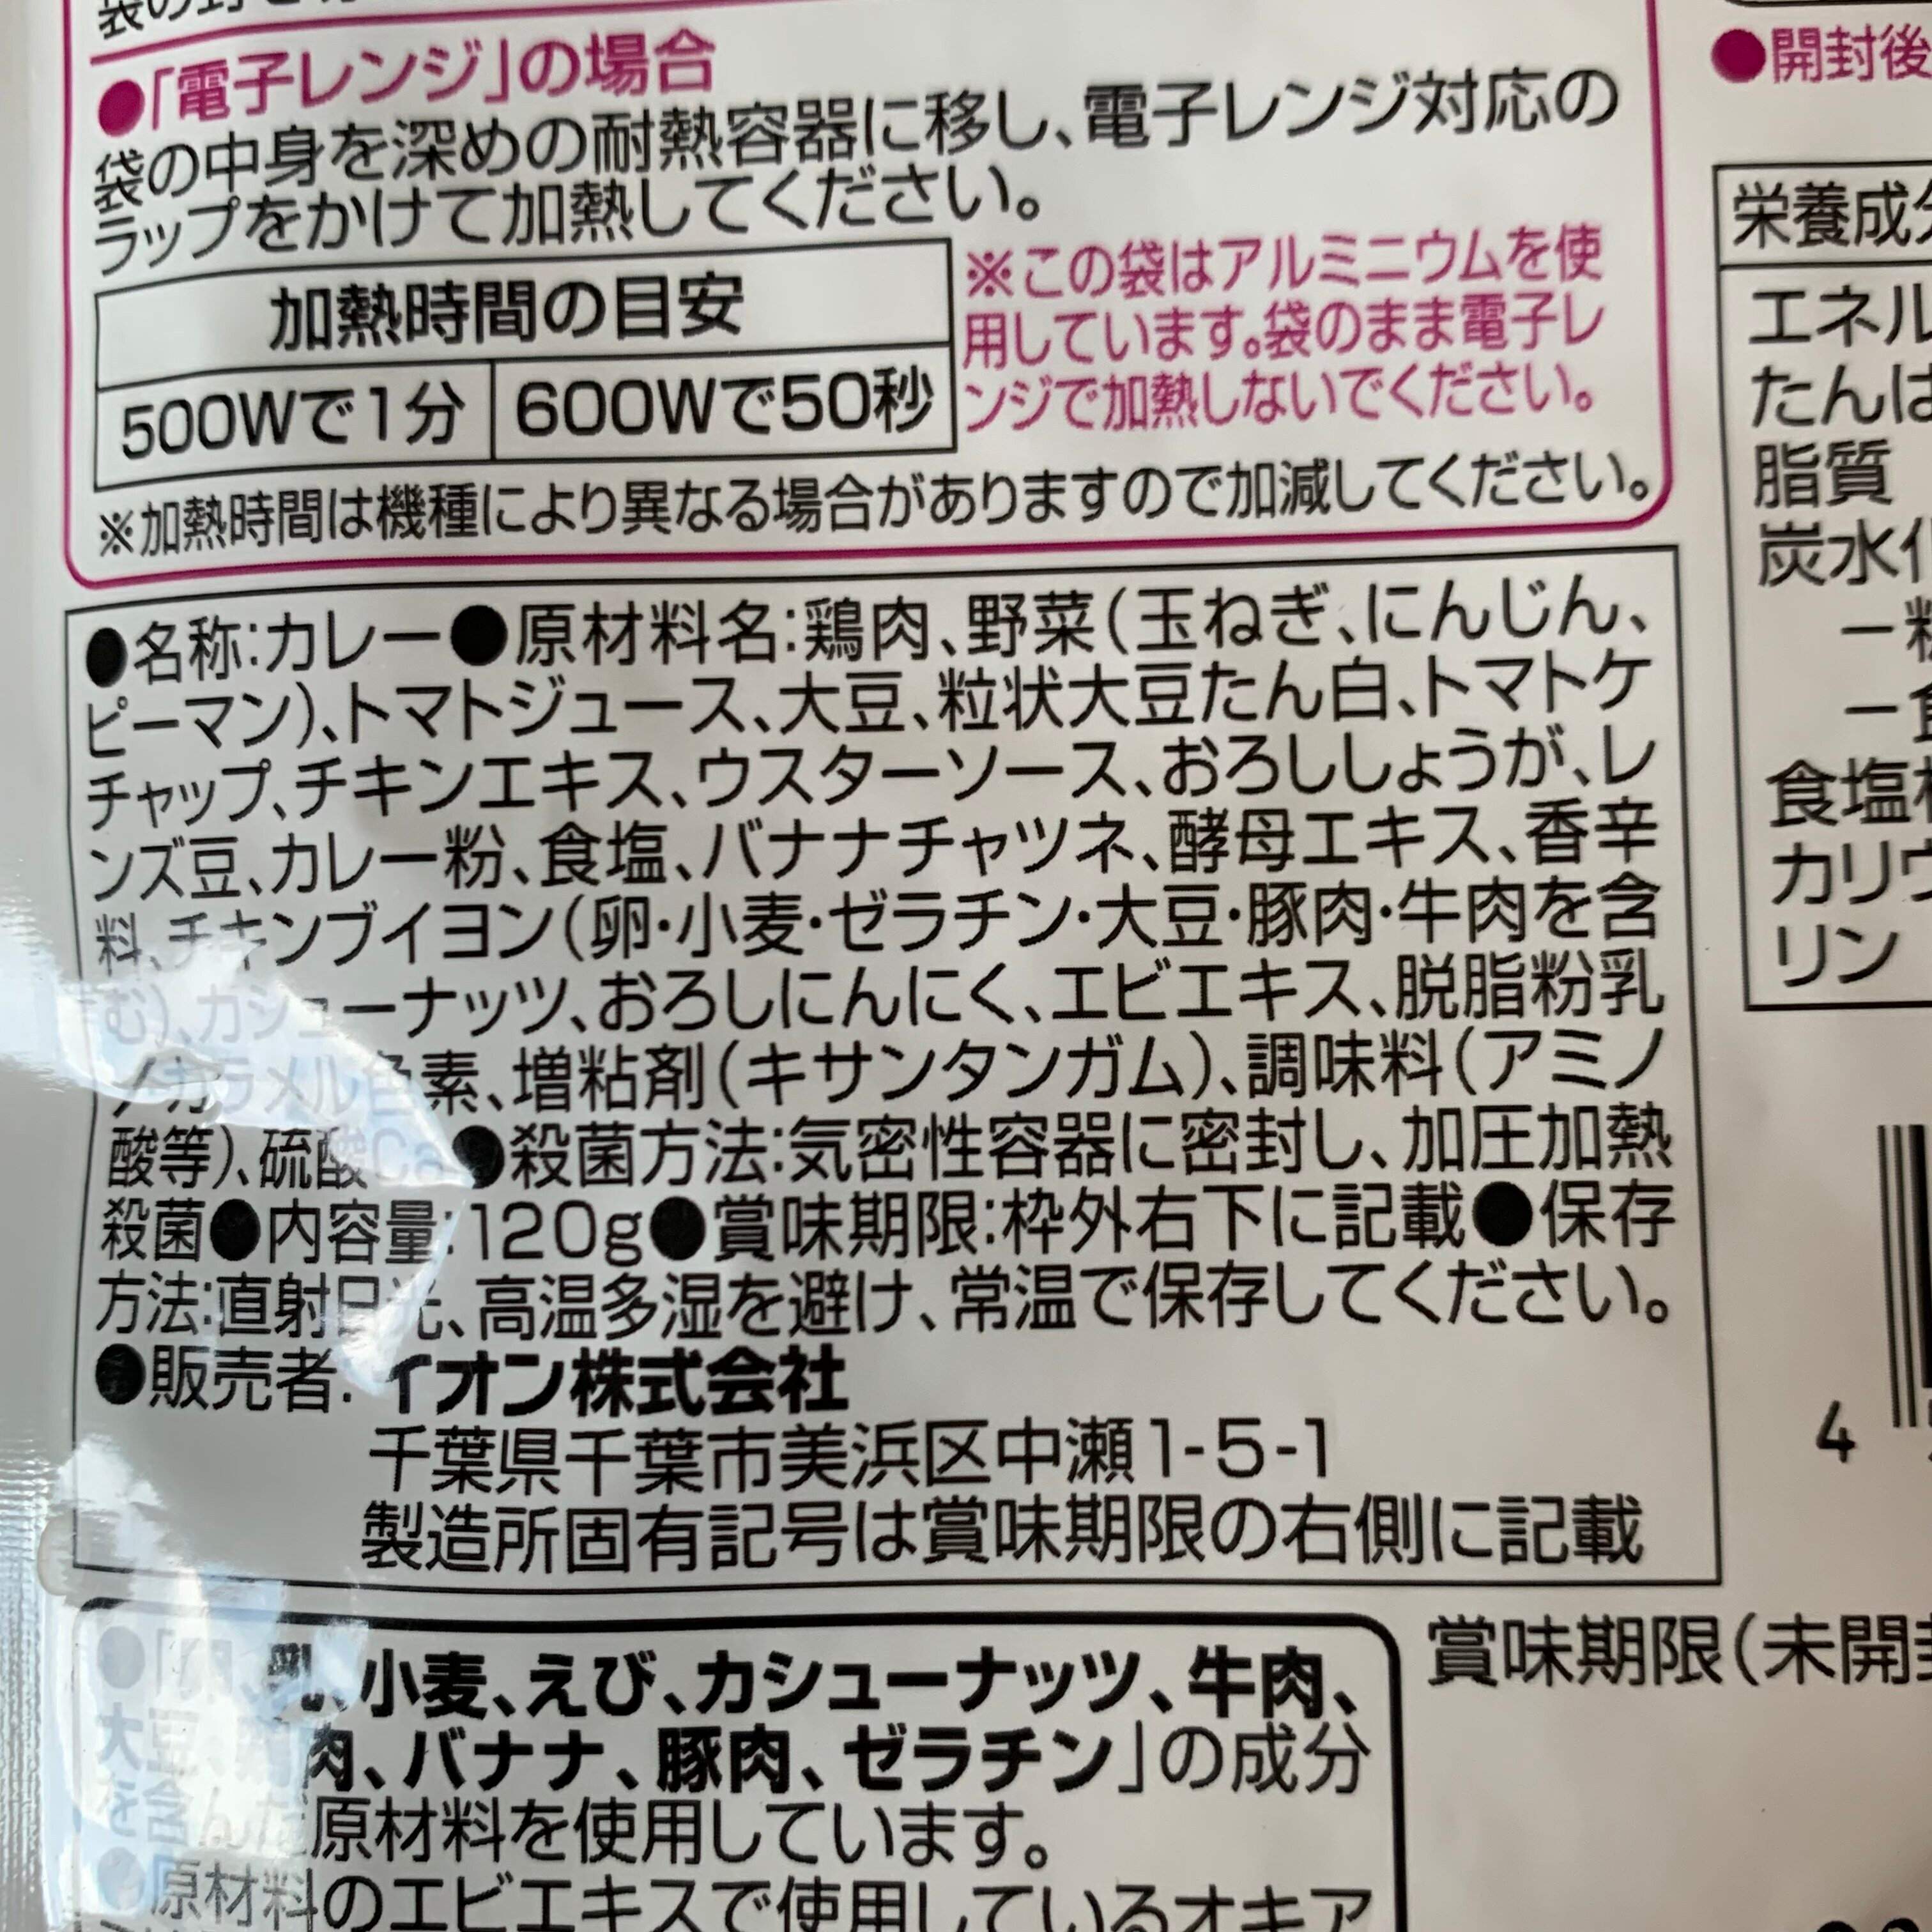 ●「電子レンジ」の場合
袋の中身を深めの耐熱容器に移し、電子レンジ対応の
ラップをかけて加熱してください。
加熱時間の目安
500Wで1分 600Wで50秒
※この袋はアルミニウムを使
用しています。袋のまま電子レ
ンジで加熱しないでください。
※加熱時間は機種により異なる場合がありますので加減してください。
●名称:カレー●原材料名:鶏肉、野菜(玉ねぎ、にんじん、
ピーマン)、トマトジュース、大豆、粒状大豆たん白、トマトケ
チャップ、チキンエキス、ウスターソース、おろししょうが、レ
ンズ豆、カレー粉、食塩、バナナチャツネ、酵母エキス、香辛
料、チキンブイヨン(卵・小麦・ゼラチン・大豆・豚肉・牛肉を含
む)、カシューナッツ、おろしにんにく、エビエキス、脱脂粉乳
/カラメル色素、増粘剤(キサンタンガム)、調味料(アミノ
酸等)、硫酸Ca●殺菌方法:気密性容器に密封し、加圧加熱
殺菌●内容量:120g●賞味期限:枠外右下に記載●保存
方法:直射日光、高温多湿を避け、常温で保存してください。
●販売者:イオン株式会社
千葉県千葉市美浜区中瀬1-5-1
製造所固有記号は賞味期限の右側に記載
乳、小麦、えび、カシューナッツ、牛肉、
肉、バナナ、豚肉、ゼラチン」の成分
を含んだ原材料を使用しています。
●原材料のエビエキスで使用しているオキア
●開封後
栄養成分
エネル
たんぱ
脂質
炭水化
－糖
－食
食塩相
カリウ
リン
4
賞味期限(未開封